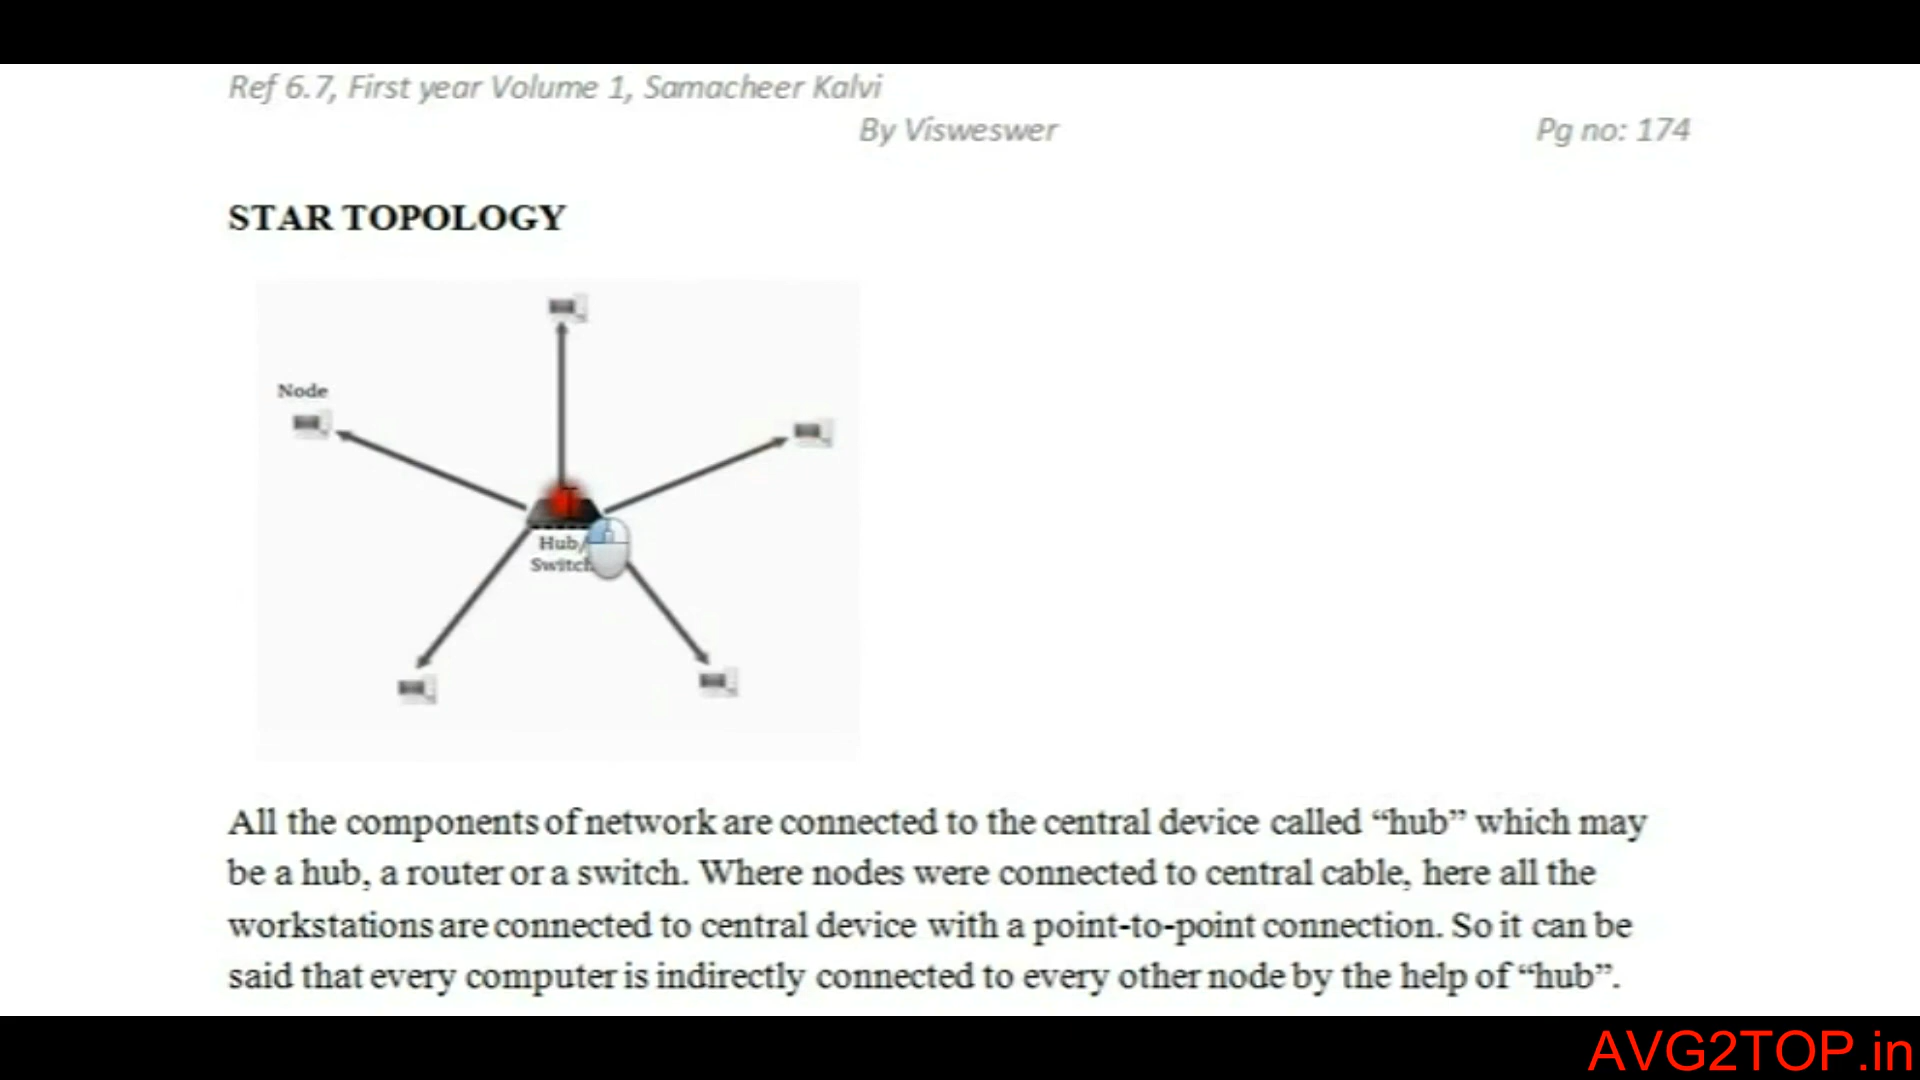 Ref 6.7, First year Volume 1, Samacheer Kalvi
By Visweswer
Pg no: 174
STAR TOPOLOGY
Node
Hub/
Switch
All the components of network are connected to the central device called “hub” which may
be a hub, a router or a switch. Where nodes were connected to central cable, here all the
workstations are connected to central device with a point-to-point connection. So it can be
said that every computer is indirectly connected to every other node by the help of “hub”.
AVG2TOP.in